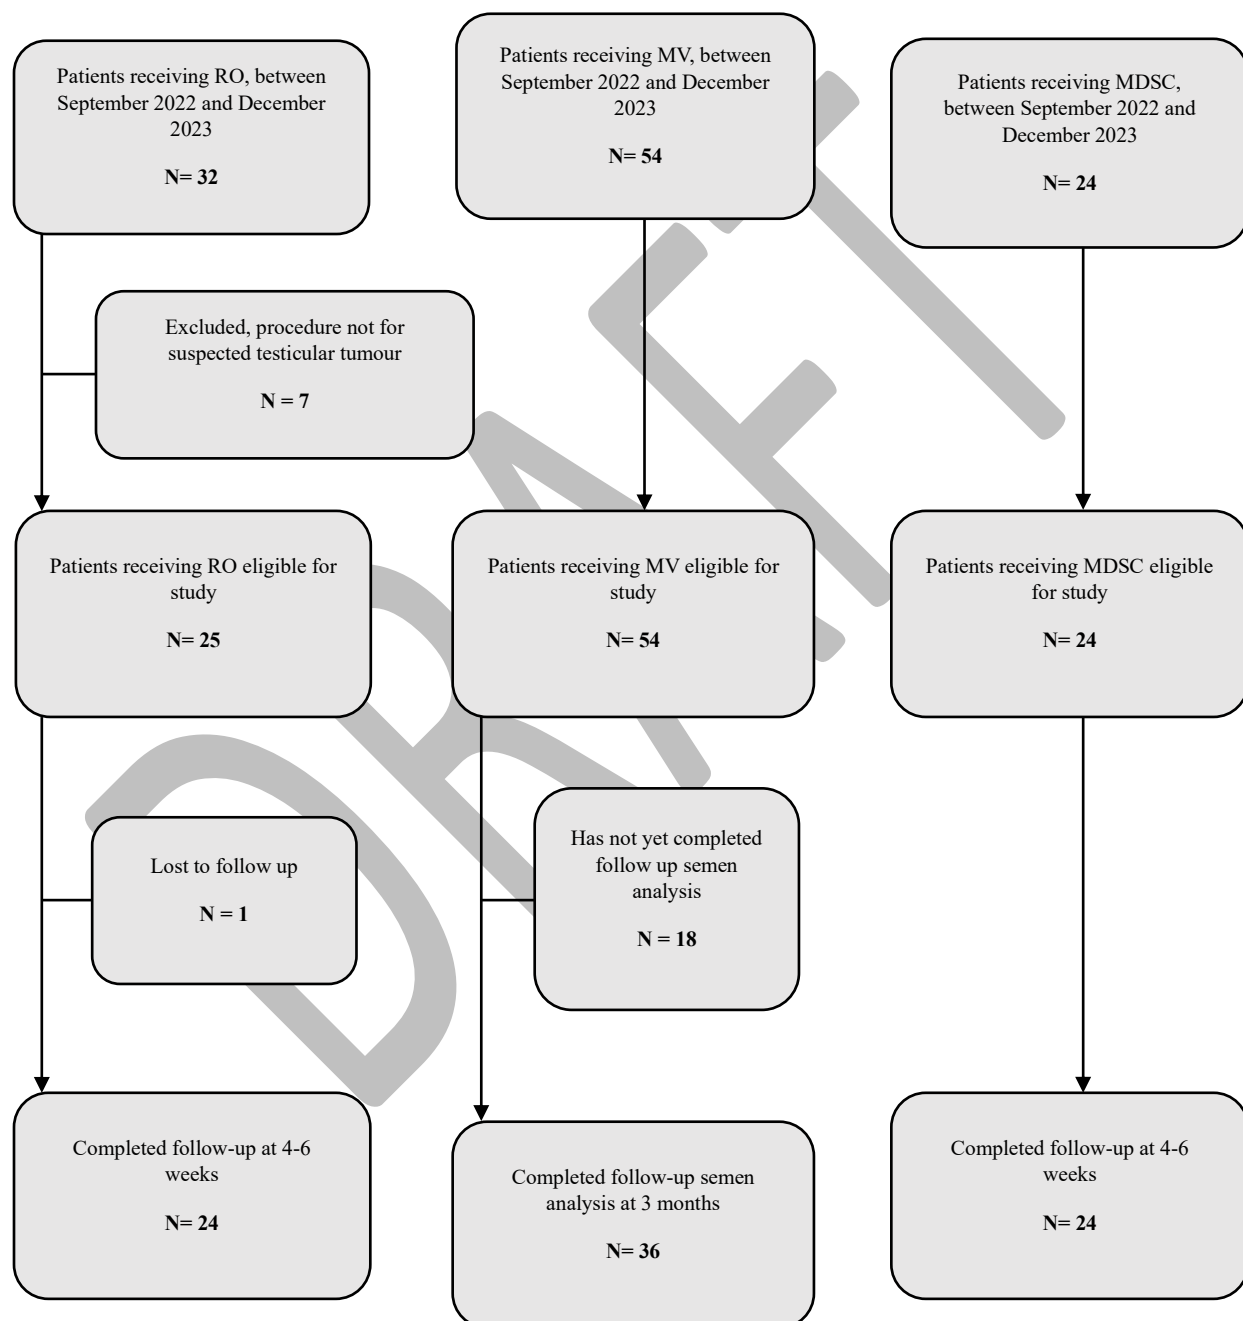 Patients receiving RO, between
September 2022 and December
2023
N= 32
Patients receiving MV, between
September 2022 and December
2023
N= 54
Patients receiving MDSC,
between September 2022 and
December 2023
N= 24
Excluded, procedure not for
suspected testicular tumour
N = 7
Patients receiving RO eligible for
study
N= 25
Patients receiving MV eligible for
study
N= 54
Patients receiving MDSC eligible
for study
N= 24
Lost to follow up
N = 1
Has not yet completed
follow up semen
analysis
N = 18
Completed follow-up at 4-6
weeks
N= 24
Completed follow-up semen
analysis at 3 months
N= 36
Completed follow-up at 4-6
weeks
N= 24
DRAFT